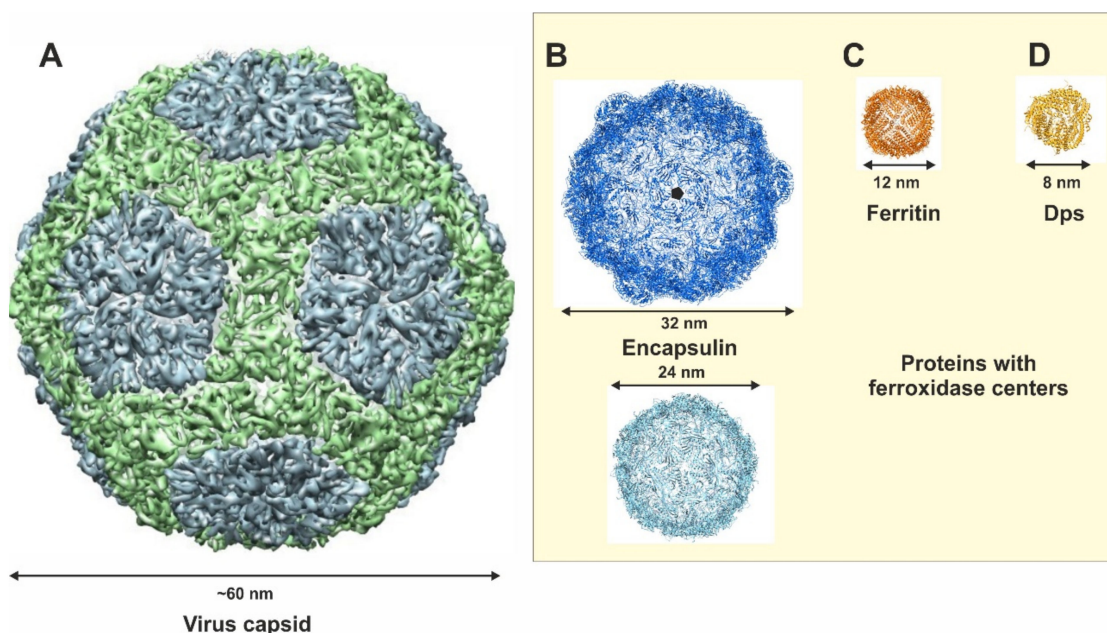 A
~60 nm
Virus capsid
B
32 nm
Encapsulin
24 nm
C
12 nm
Ferritin
D
8 nm
Dps
Proteins with
ferroxidase centers